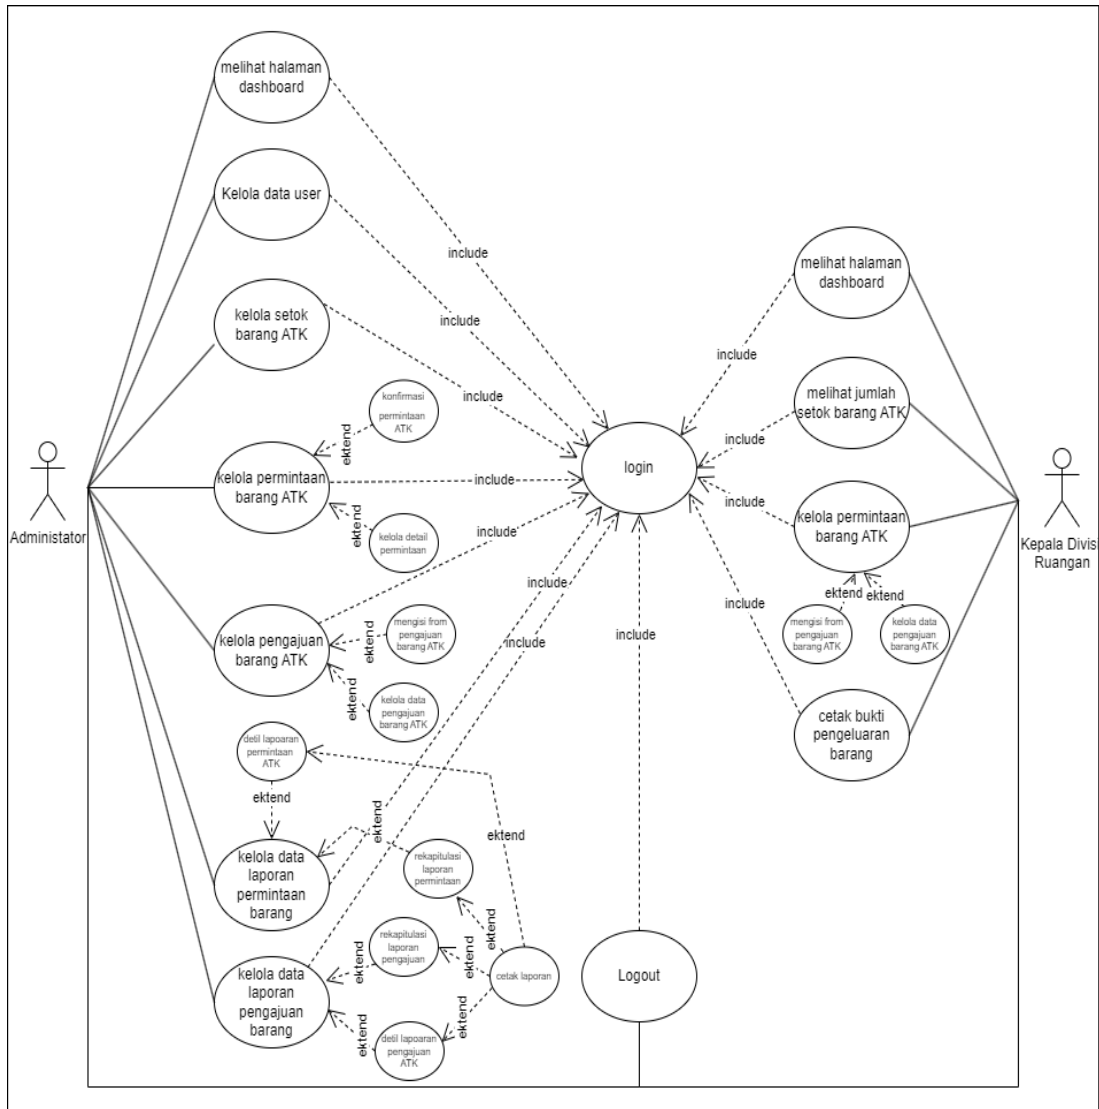 melihat halaman
dashboard
Kelola data user
include
melihat halaman
dashboard
kelola setok
barang ATK
include
include
melihat jumlah
setok barang ATK
konfirmasi
permintaan
ATK
ektend
include
include
login
Administator
kelola permintaan
barang ATK
include
include
kelola permintaan
barang ATK
Kepala Divisi
Ruangan
ektend
kelola detail
permintaan
include
include
ektend
ektend
include
kelola pengajuan
barang ATK
ektend
mengisi from
pengajuan
barang ATK
include
include
mengisi from
pengajuan
barang ATK
kelola data
pengajuan
barang ATK
ektend
kelola data
pengajuan
barang ATK
cetak bukti
pengeluaran
barang
detil lapoaran
permintaan
ATK
ektend
ektend
ektend
kelola data
laporan
permintaan
barang
rekapitulasi
laporan
permintaan
ektend
rekapitulasi
laporan
pengajuan
ektend
ektend
kelola data
laporan
pengajuan
barang
cetak laporan
Logout
ektend
ektend
detil lapoaran
pengajuan
ATK